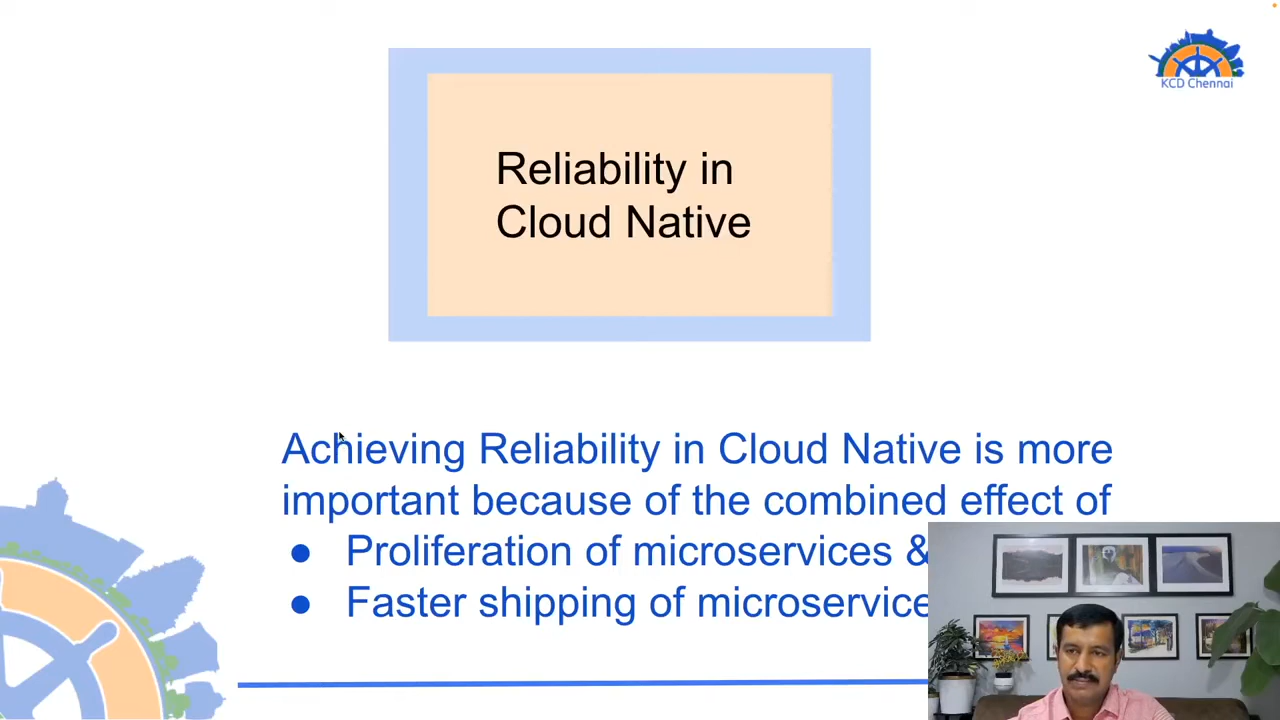 KCD Chennai
Reliability in
Cloud Native
Achieving Reliability in Cloud Native is more
important because of the combined effect of
● Proliferation of microservices &
● Faster shipping of microservice